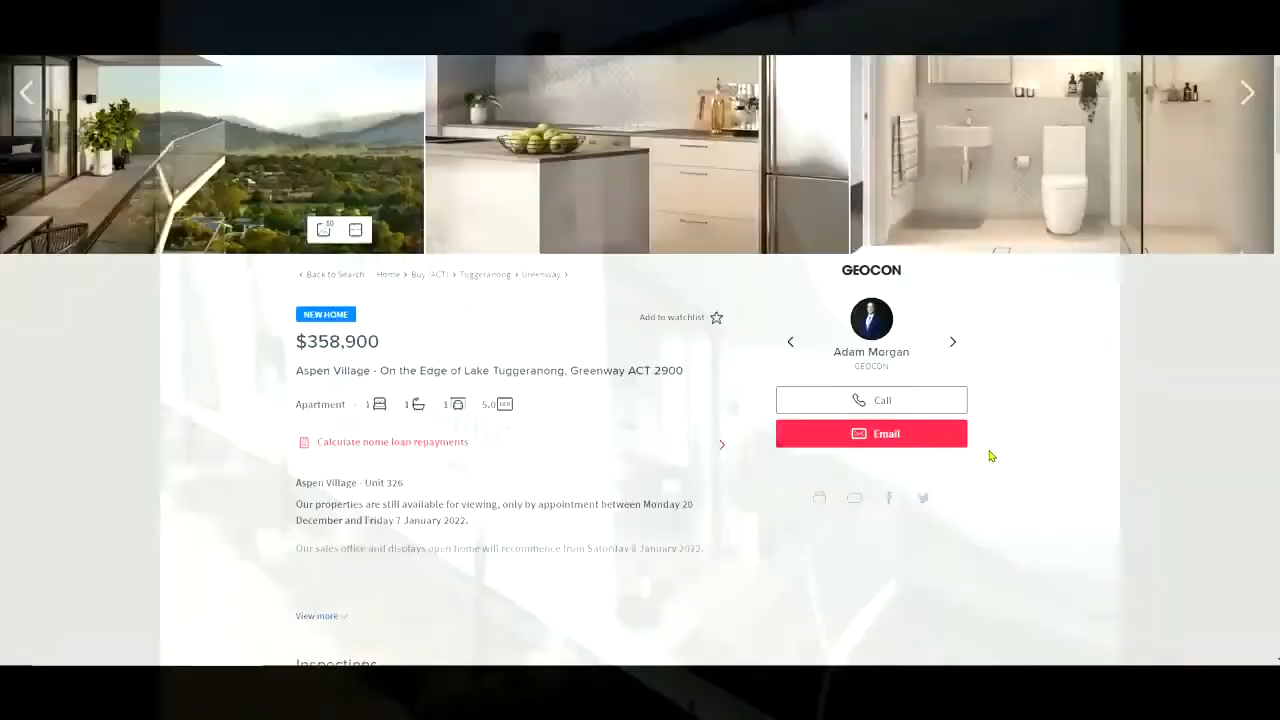 Back to Search Home Buy (ACT) Tuggeranong Greenway
GEOCON
NEW HOME
Add to watchlist
$358,900
Adam Morgan
GEOCON
Aspen Village - On the Edge of Lake Tuggeranong, Greenway ACT 2900
Call
Apartment · 1 1 1 5.0
Email
Calculate home loan repayments
Aspen Village - Unit 326
Our properties are still available for viewing, only by appointment between Monday 20
December and Friday 7 January 2022.
Our sales office and displays open home will recommence from Saturday 8 January 2022.
View more
Inspections